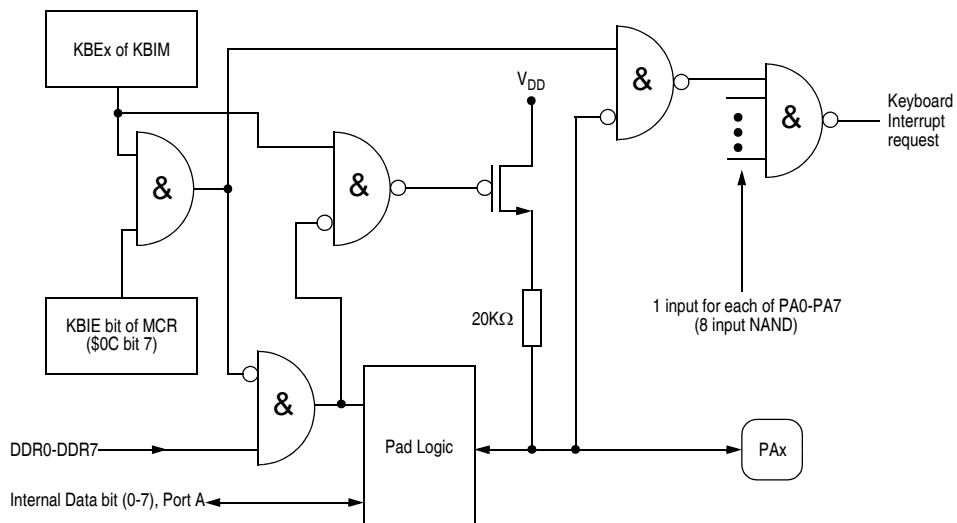 KBEx of KBIM
&
VDD
&
&
&
Keyboard
Interrupt
request
&
KBIE bit of MCR
($0C bit 7)
20KΩ
1 input for each of PA0-PA7
(8 input NAND)
&
DDR0-DDR7
Pad Logic
PAx
Internal Data bit (0-7), Port A